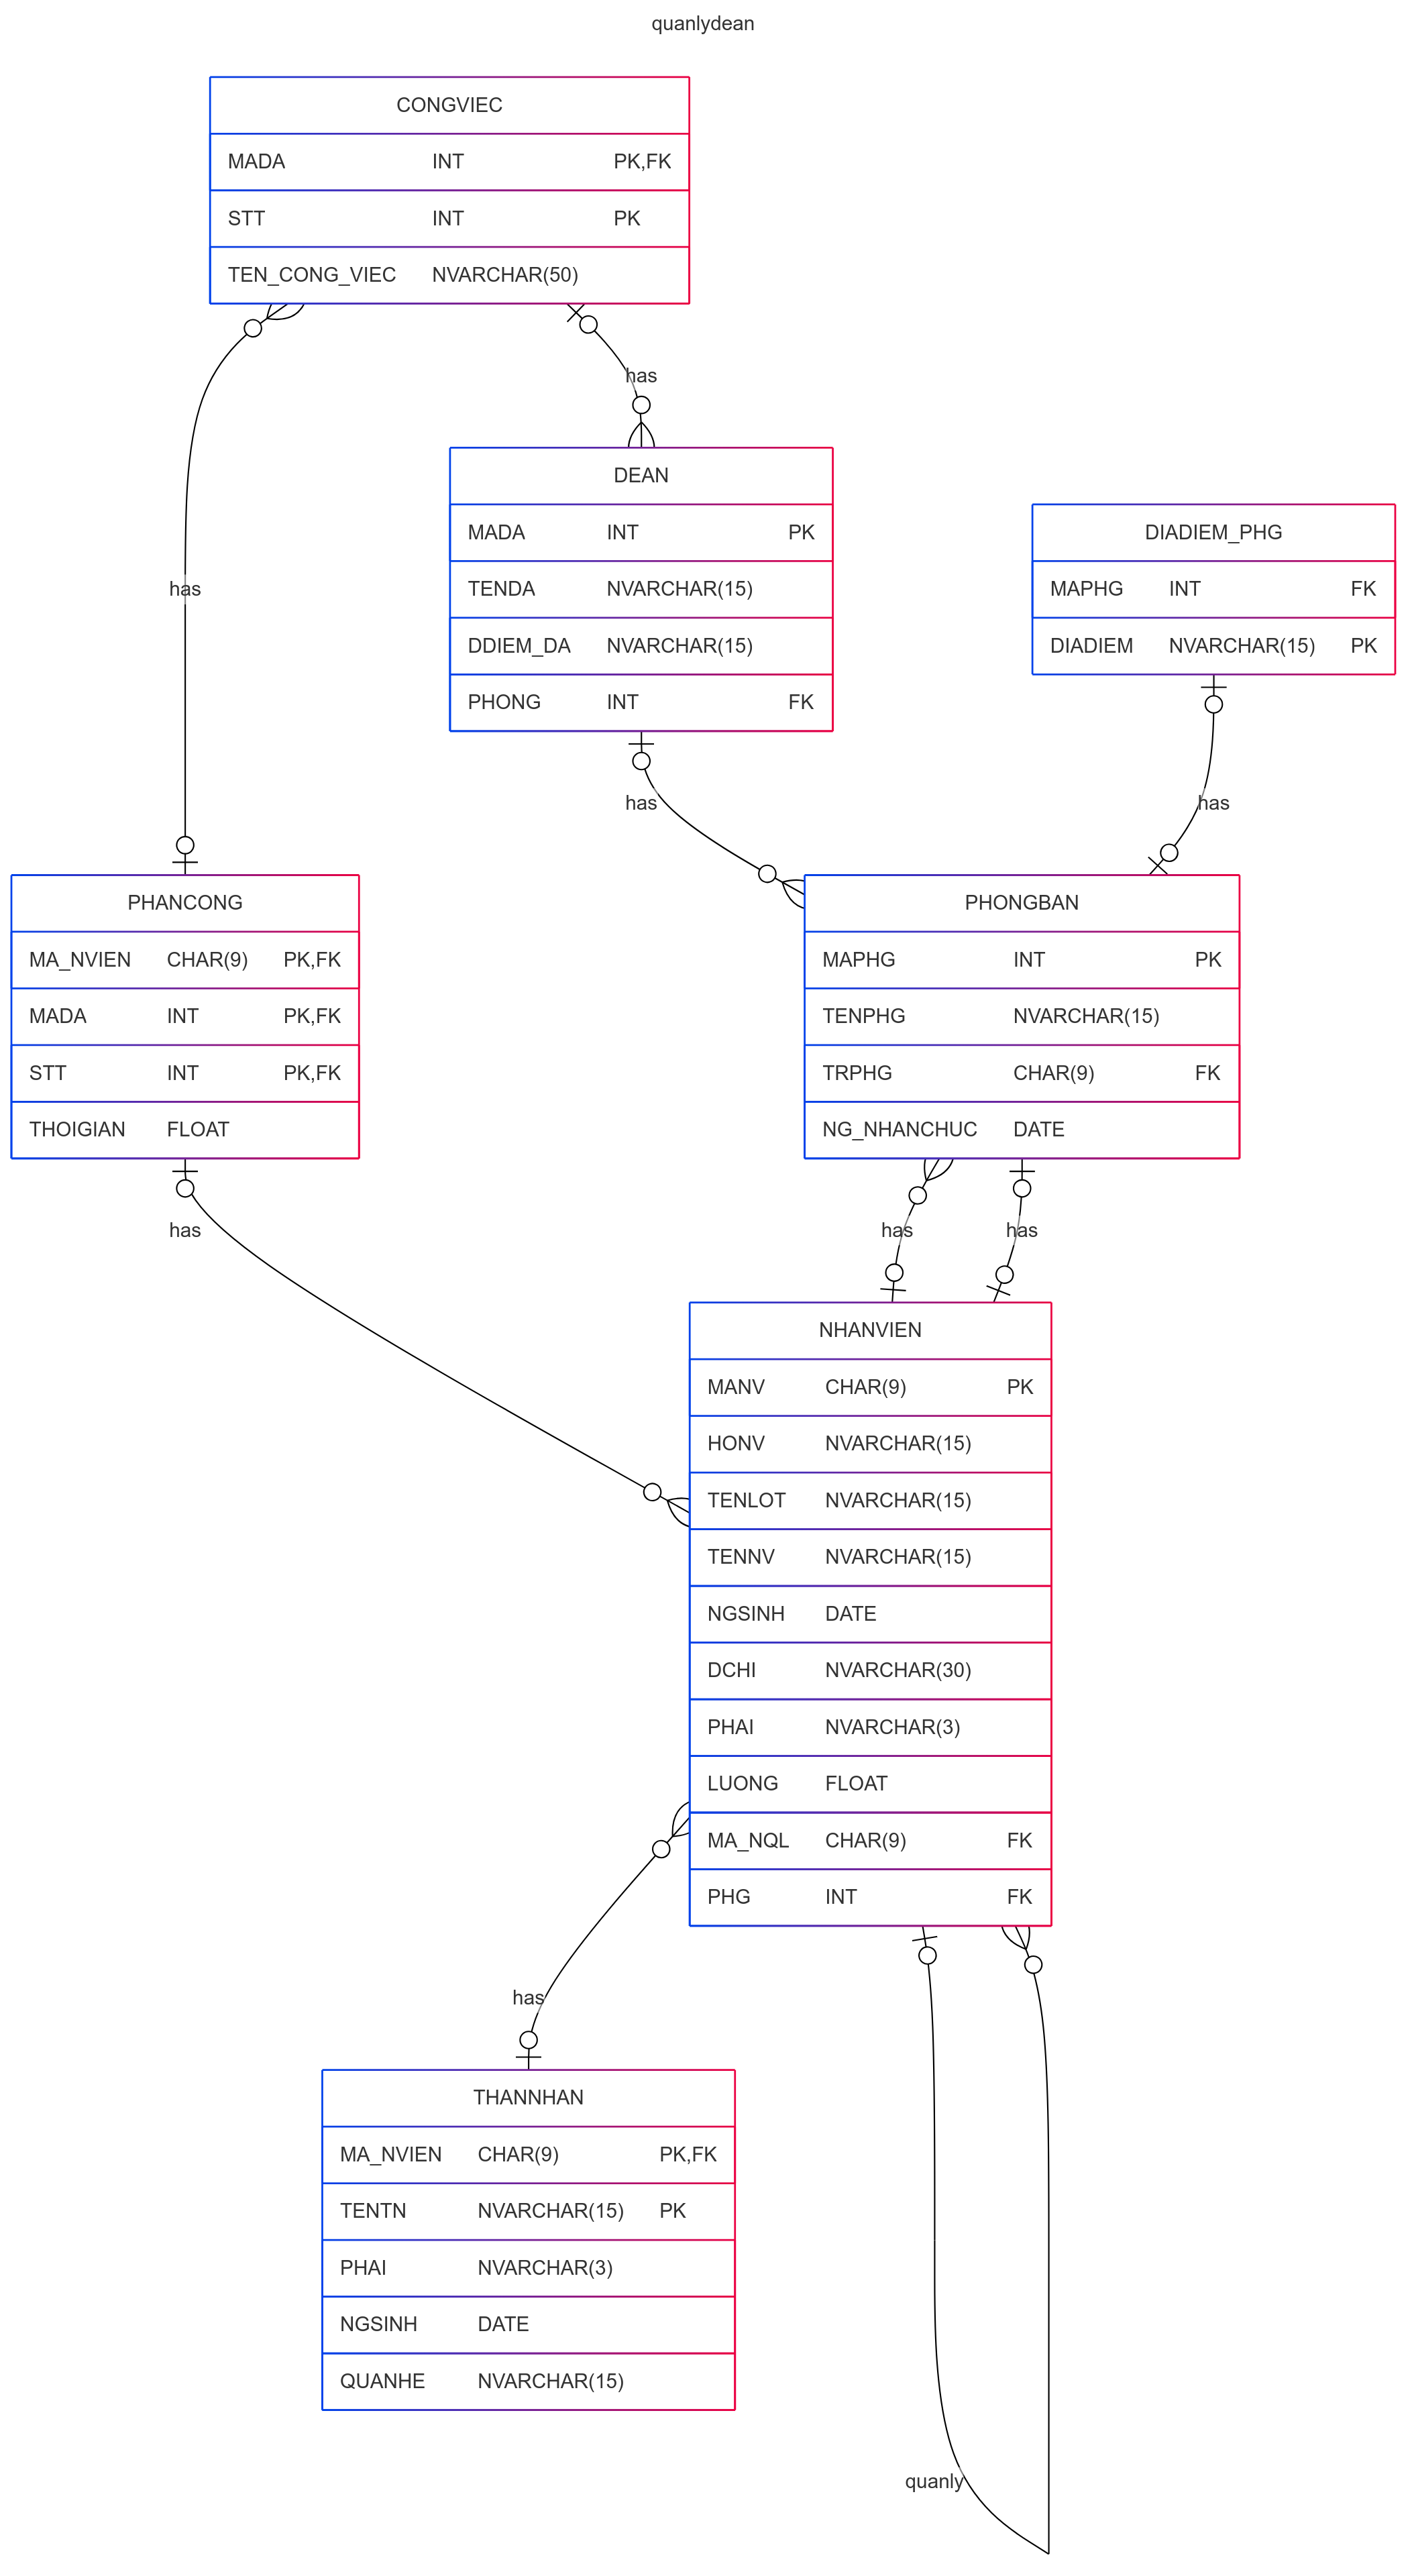 quanlydean
CONGVIEC
MADA INT PK,FK
STT INT PK
TEN_CONG_VIEC NVARCHAR(50)
has
DEAN
MADA INT PK
TENDA NVARCHAR(15)
DDIEM_DA NVARCHAR(15)
PHONG INT FK
DIADIEM_PHG
MAPHG INT FK
DIADIEM NVARCHAR(15) PK
has
has
has
PHANCONG
MA_NVIEN CHAR(9) PK,FK
MADA INT PK,FK
STT INT PK,FK
THOIGIAN FLOAT
PHONGBAN
MAPHG INT PK
TENPHG NVARCHAR(15)
TRPHG CHAR(9) FK
NG_NHANCHUC DATE
has
has
has
NHANVIEN
MANV CHAR(9) PK
HONV NVARCHAR(15)
TENLOT NVARCHAR(15)
TENNV NVARCHAR(15)
NGSINH DATE
DCHI NVARCHAR(30)
PHAI NVARCHAR(3)
LUONG FLOAT
MA_NQL CHAR(9) FK
PHG INT FK
has
THANNHAN
MA_NVIEN CHAR(9) PK,FK
TENTN NVARCHAR(15) PK
PHAI NVARCHAR(3)
NGSINH DATE
QUANHE NVARCHAR(15)
quanly